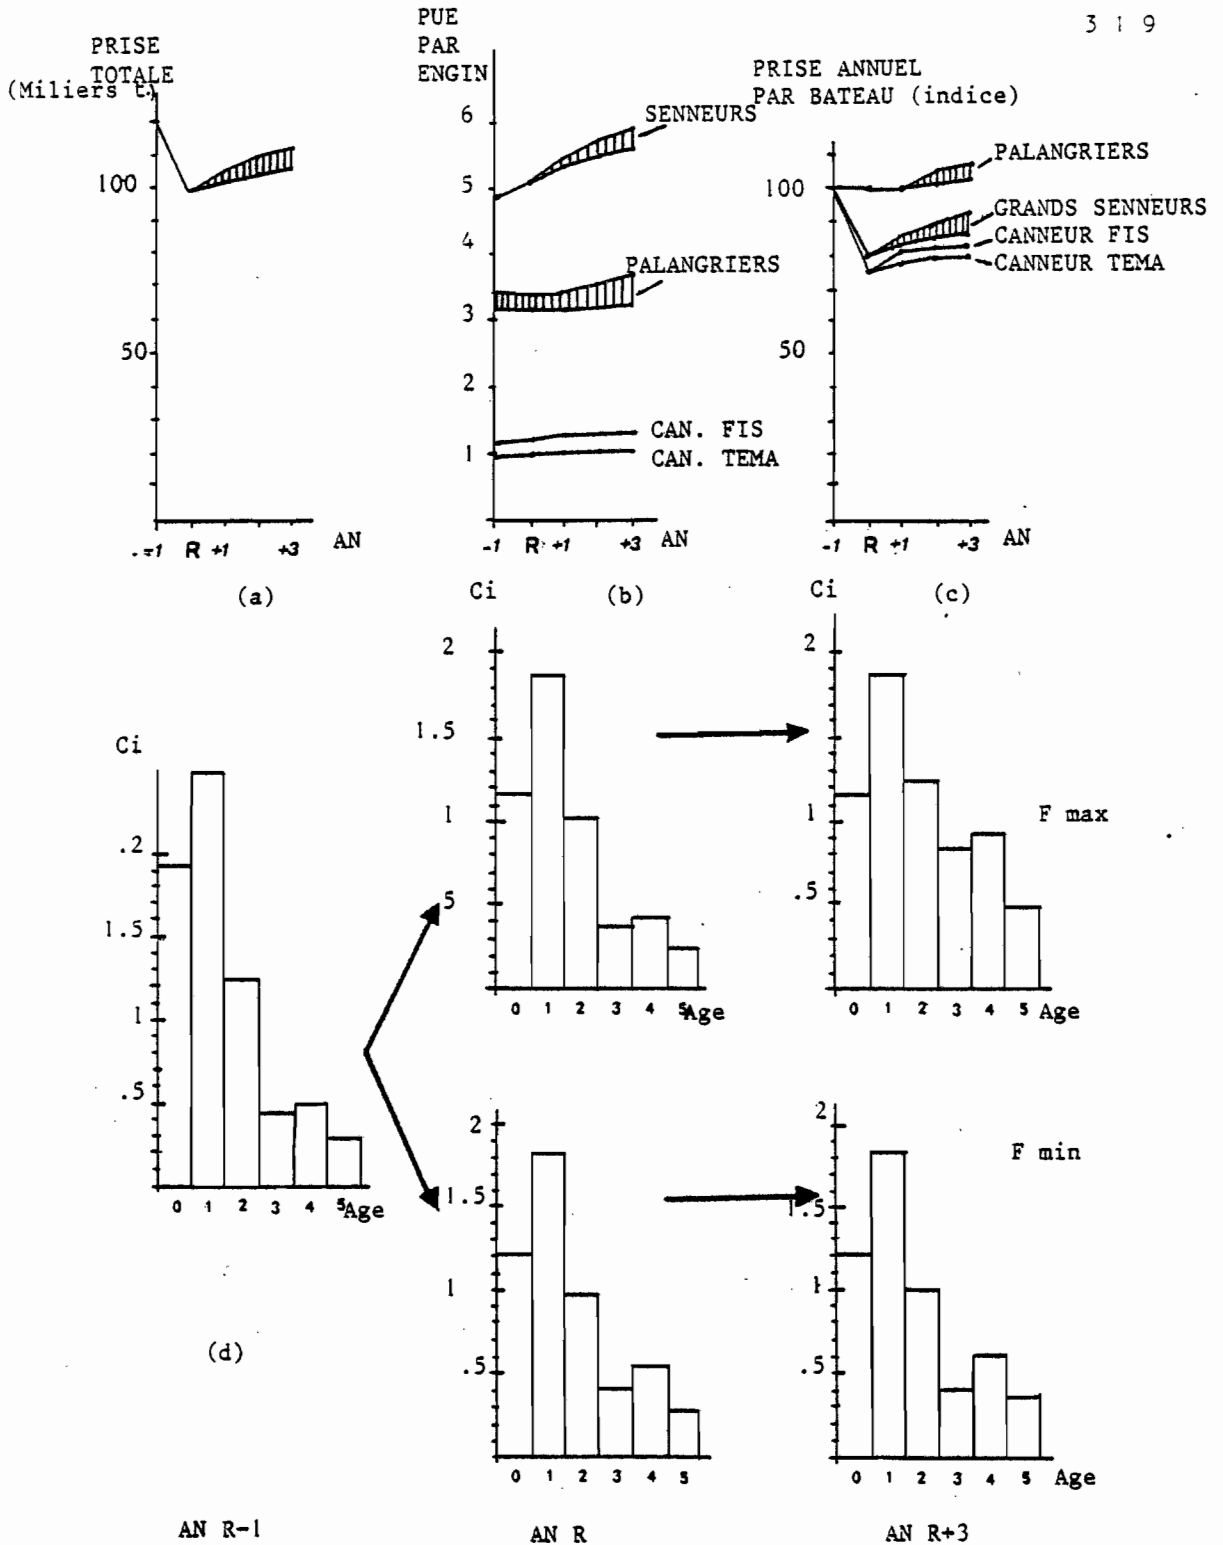 3 1 9
PRISE
TOTALE
(Miliers t.)
100
50
-1 R +1 +3 AN
(a)
PUE
PAR
ENGIN
6
5
4
3
2
1
SENNEURS
PALANGRIERS
CAN. FIS
CAN. TEMA
-1 R +1 +3 AN
(b)
PRISE ANNUEL
PAR BATEAU (indice)
100
50
PALANGRIERS
GRANDS SENNEURS
CANNEUR FIS
CANNEUR TEMA
-1 R +1 +3 AN
(c)
Ci
.2
1.5
1
.5
0 1 2 3 4 5 Age
(d)
Ci
2
1.5
1
5
0 1 2 3 4 5 Age
Ci
2
1
.5
0 1 2 3 4 5 Age
F max
2
1.5
1
.5
0 1 2 3 4 5
2
1.5
1
.5
0 1 2 3 4 5 Age
F min
AN R-1
AN R
AN R+3